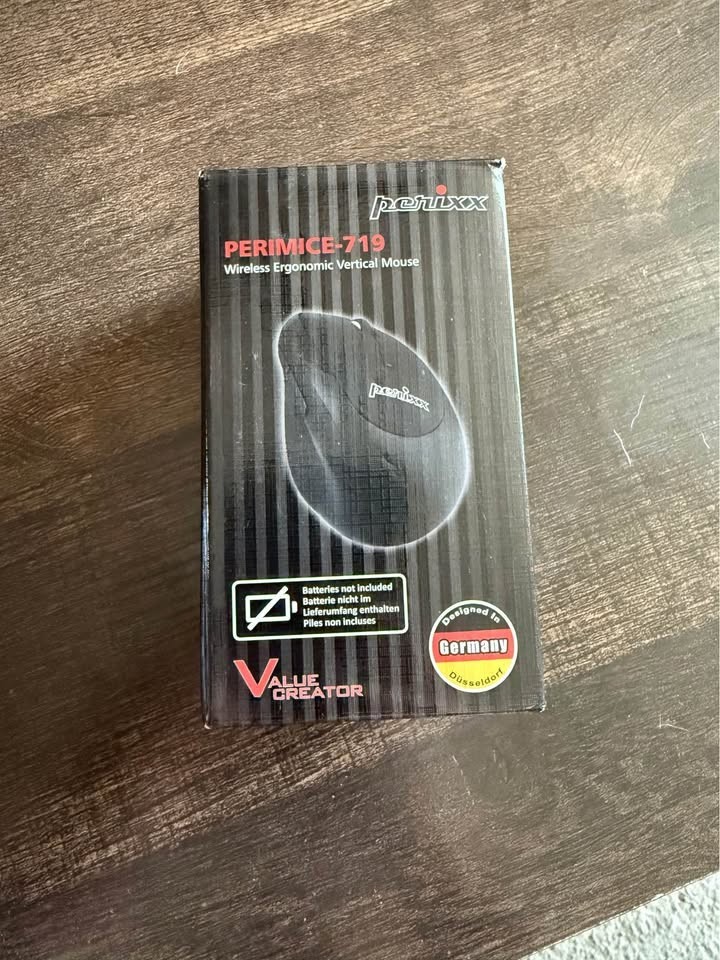 perixx
PERIMICE-719
Wireless Ergonomic Vertical Mouse
perixx
Batteries not included
Batterie nicht im
Lieferumfang enthalten
Piles non incluses
VALUE
CREATOR
Designed in
Germany
Düsseldorf